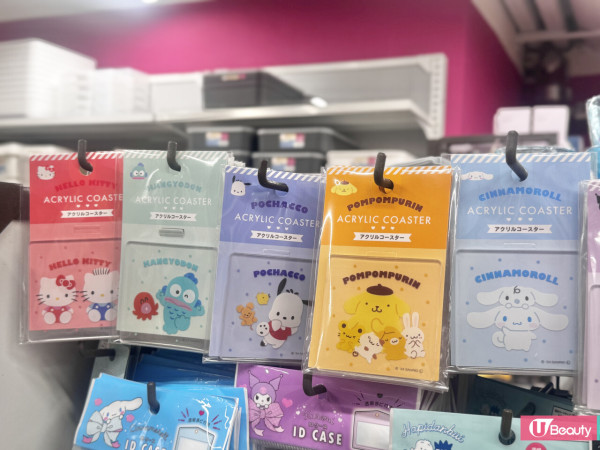 HELLO KITTY
ACRYLIC COASTER
アクリルコースター
HELLO KITTY
HANGYODON
ACRYLIC COASTER
アクリルコースター
HANGYODON
POCHACCO
ACRYLIC COASTER
アクリルコースター
POCHACCO
POMPOMPURIN
ACRYLIC COASTER
アクリルコースター
POMPOMPURIN
CINNAMOROLL
ACRYLIC COASTER
アクリルコースター
CINNAMOROLL
ID CASE
ID CASE
Hapidanbui
U Beauty